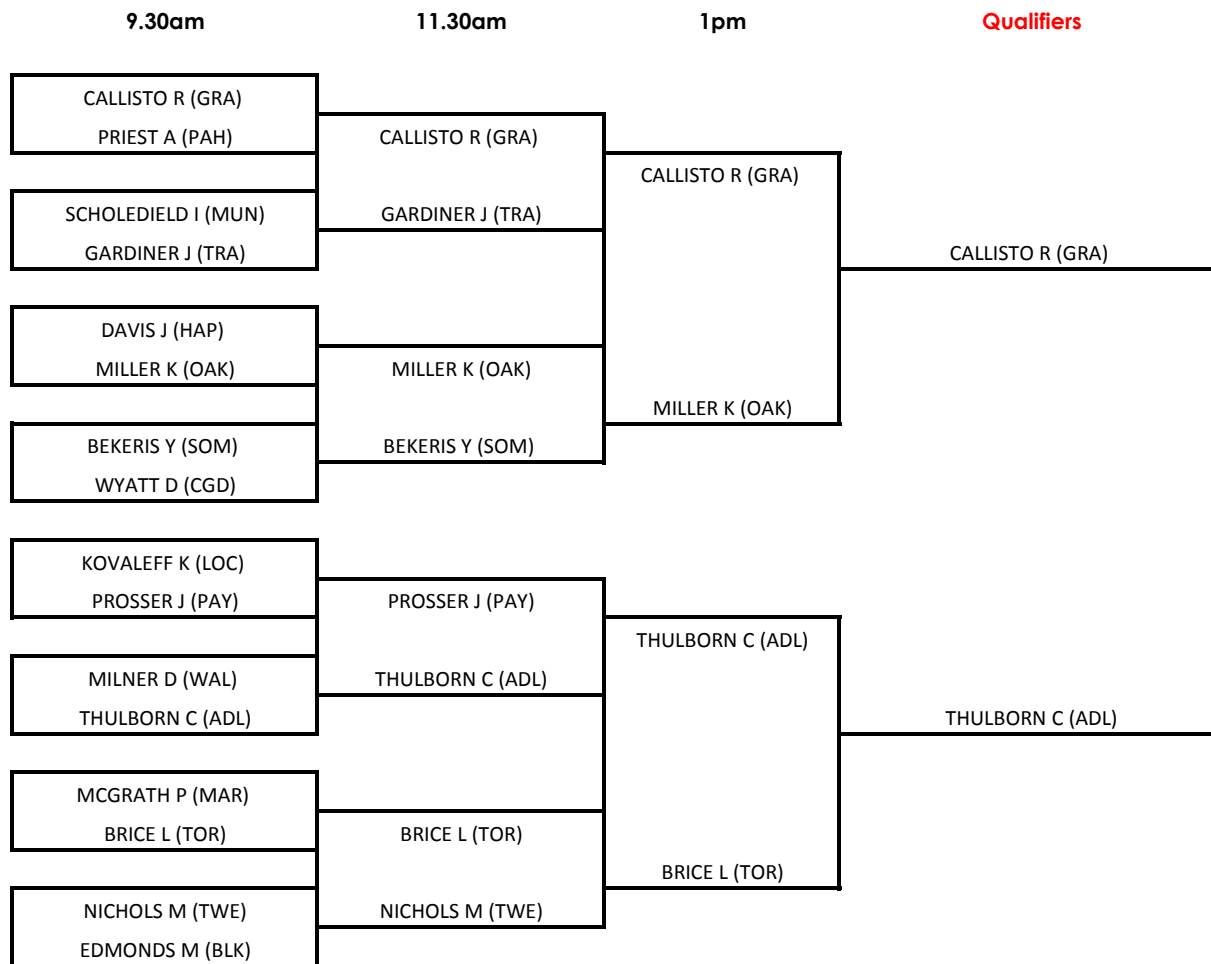 9.30am 11.30am 1pm Qualifiers
CALLISTO R (GRA)
PRIEST A (PAH) CALLISTO R (GRA)
CALLISTO R (GRA)
SCHOLEDIELD I (MUN) GARDINER J (TRA)
GARDINER J (TRA) CALLISTO R (GRA)
DAVIS J (HAP)
MILLER K (OAK) MILLER K (OAK)
MILLER K (OAK)
BEKERIS Y (SOM) BEKERIS Y (SOM)
WYATT D (CGD)
KOVALEFF K (LOC)
PROSSER J (PAY) PROSSER J (PAY)
THULBORN C (ADL)
MILNER D (WAL) THULBORN C (ADL)
THULBORN C (ADL) THULBORN C (ADL)
MCGRATH P (MAR)
BRICE L (TOR) BRICE L (TOR)
BRICE L (TOR)
NICHOLS M (TWE) NICHOLS M (TWE)
EDMONDS M (BLK)